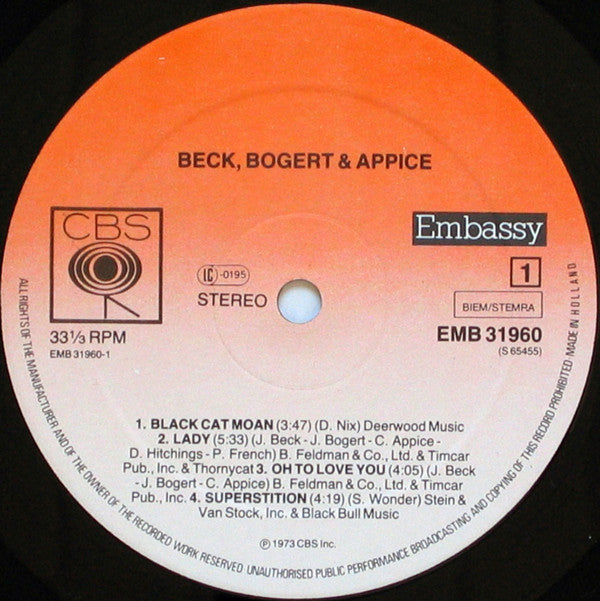 BECK, BOGERT & APPICE
CBS
Embassy
LC -0195
1
STEREO
BIEM/STEMRA
33⅓ RPM
EMB 31960
EMB 31960-1
(S 65455)
1. BLACK CAT MOAN (3:47) (D. Nix) Deerwood Music
2. LADY (5:33) (J. Beck - J. Bogert - C. Appice -
D. Hitchings - P. French) B. Feldman & Co., Ltd & Timcar
Pub., Inc & Thornycat 3. OH TO LOVE YOU (4:05) (J. Beck
- J. Bogert - C. Appice) B. Feldman & Co., Ltd & Timcar
Pub., Inc 4. SUPERSTITION (4:19) (S. Wonder) Stein &
Van Stock, Inc & Black Bull Music
℗ 1973 CBS Inc.
ALL RIGHTS OF THE MANUFACTURER AND OF THE OWNER OF THE RECORDED WORK RESERVED UNAUTHORISED PUBLIC PERFORMANCE BROADCASTING AND COPYING OF THIS RECORD PROHIBITED MADE IN HOLLAND